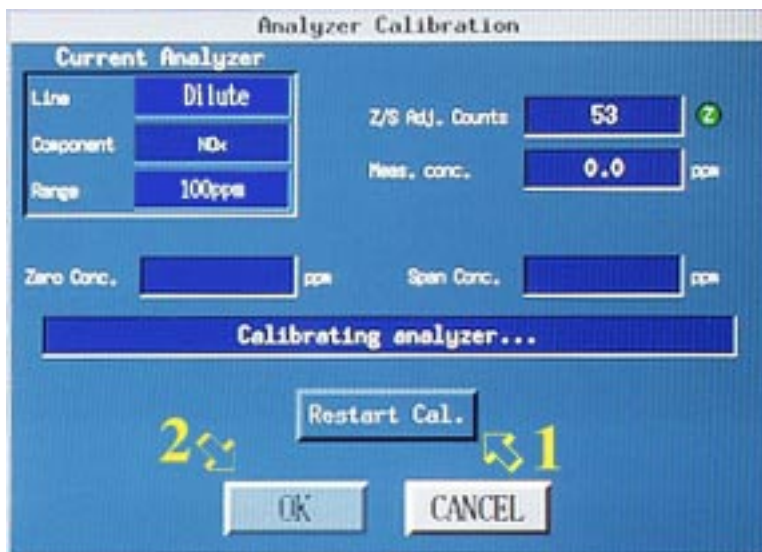 Analyzer Calibration
Current Analyzer
Line Dilute
Component NOx
Range 100ppm
Z/S Adj. Counts 53 Z
Meas. conc. 0.0 ppm
Zero Conc. ppm
Span Conc. ppm
Calibrating analyzer...
Restart Cal.
2 1
OK CANCEL